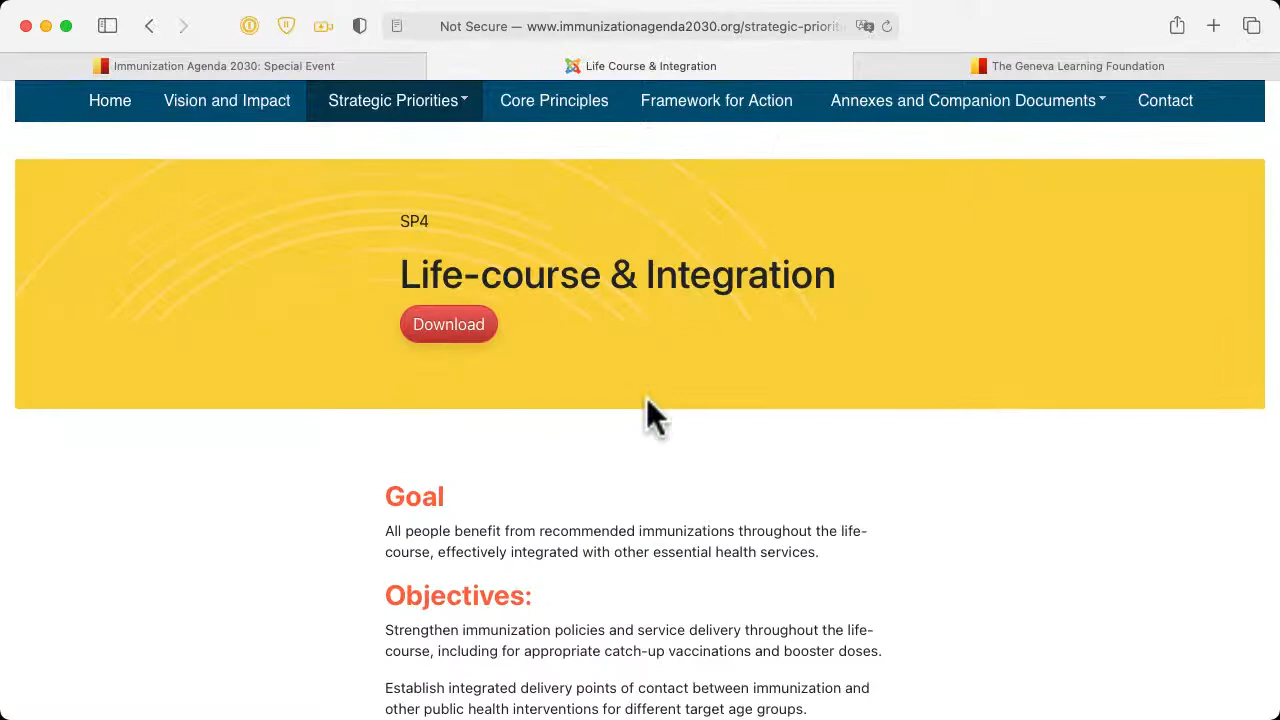 Not Secure — www.immunizationagenda2030.org/strategic-priorit
Immunization Agenda 2030: Special Event
Life Course & Integration
The Geneva Learning Foundation
Home Vision and Impact Strategic Priorities Core Principles Framework for Action Annexes and Companion Documents Contact
SP4
Life-course & Integration
Download
Goal
All people benefit from recommended immunizations throughout the life-
course, effectively integrated with other essential health services.
Objectives:
Strengthen immunization policies and service delivery throughout the life-
course, including for appropriate catch-up vaccinations and booster doses.
Establish integrated delivery points of contact between immunization and
other public health interventions for different target age groups.